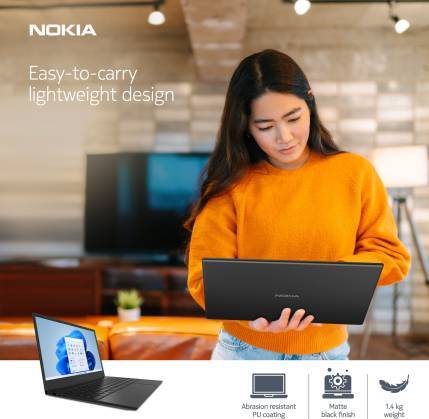 NOKIA
Easy-to-carry
lightweight design
NOKIA
Abrasion resistant
PU coating
Matte
black finish
1.4 kg
weight